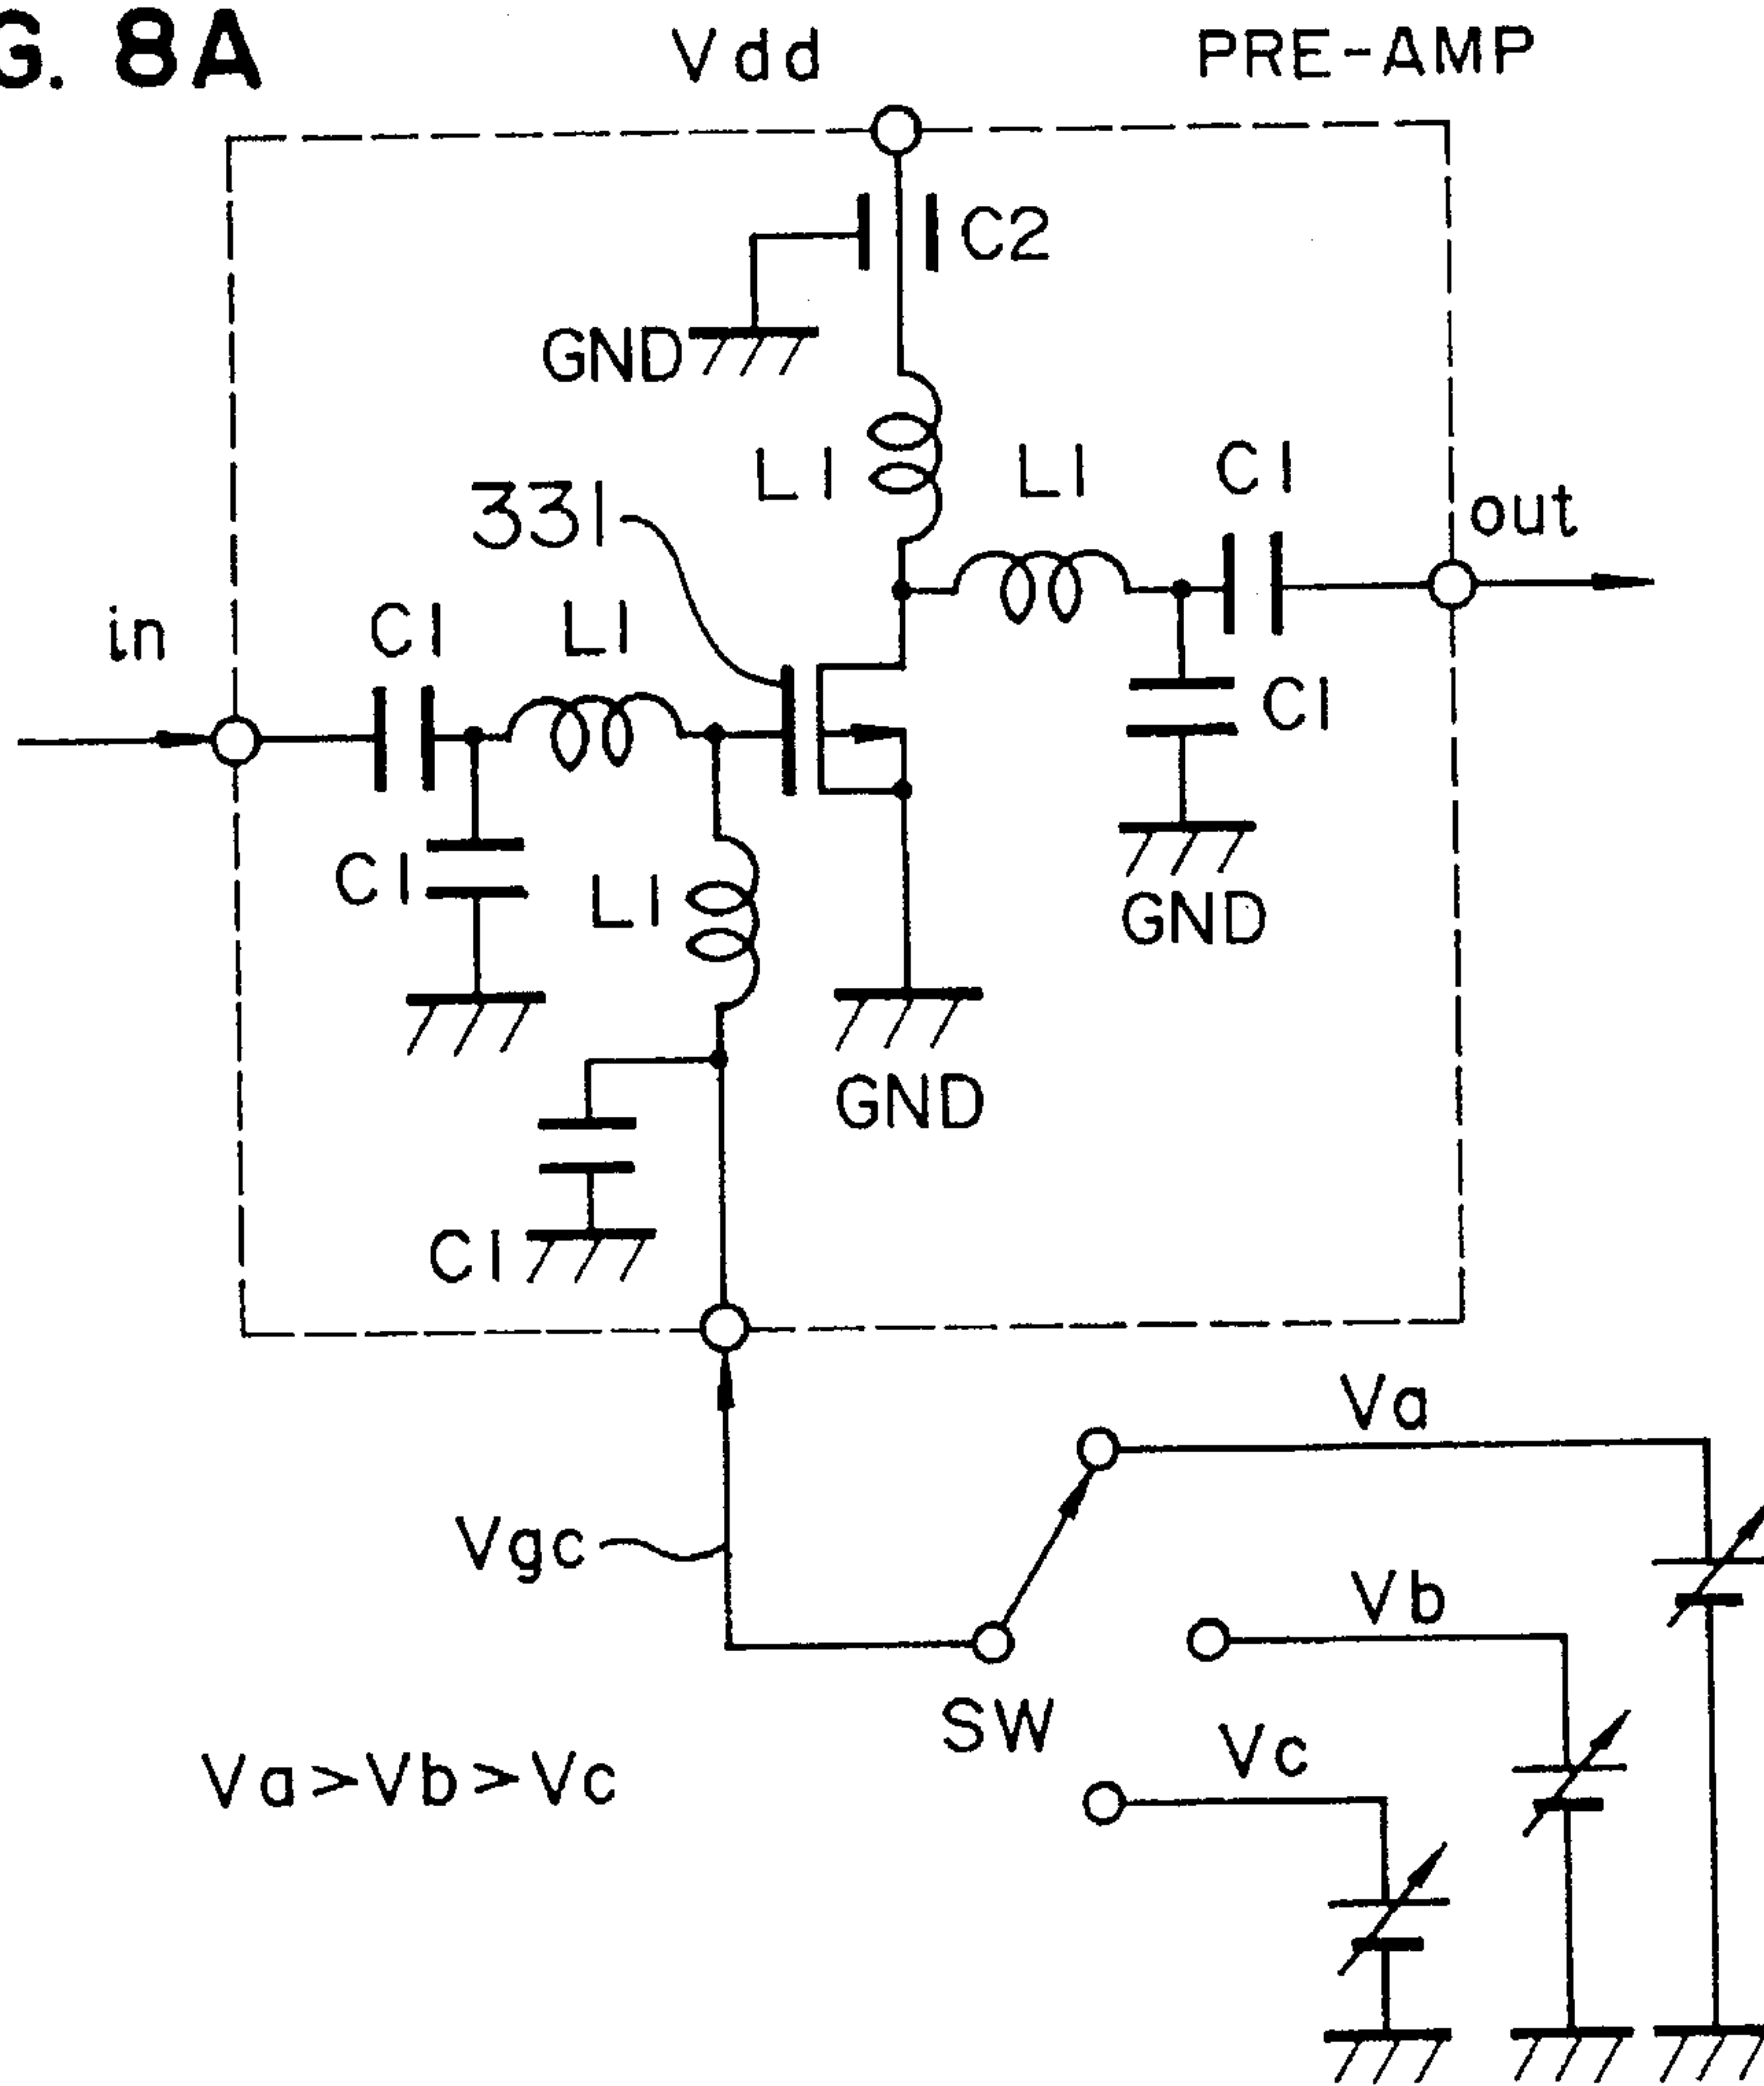 G. 8A
Vdd
PRE-AMP
C2
GND
L1
L1
C1
331
out
in
C1
L1
C1
C1
L1
GND
GND
C1
Va
Vgc
Vb
SW
Vc
Va>Vb>Vc